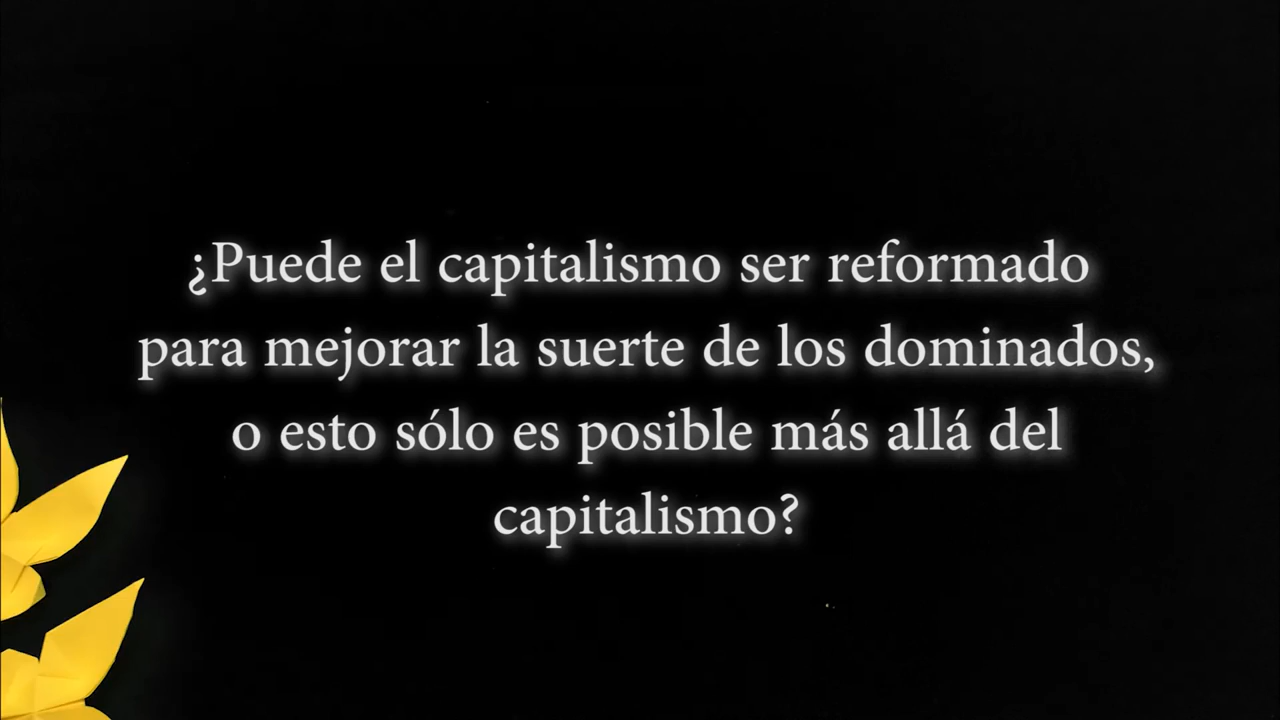 ¿Puede el capitalismo ser reformado
para mejorar la suerte de los dominados,
o esto sólo es posible más allá del
capitalismo?